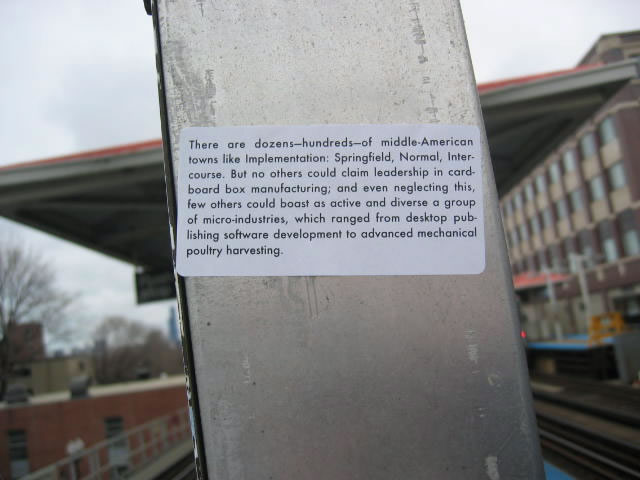 There are dozens—hundreds—of middle-American
towns like Implementation: Springfield, Normal, Inter-
course. But no others could claim leadership in card-
board box manufacturing; and even neglecting this,
few others could boast as active and diverse a group
of micro-industries, which ranged from desktop pub-
lishing software development to advanced mechanical
poultry harvesting.